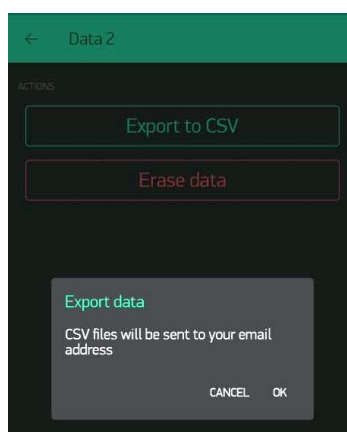 ← Data 2
ACTIONS
Export to CSV
Erase data
Export data
CSV files will be sent to your email
address
CANCEL OK